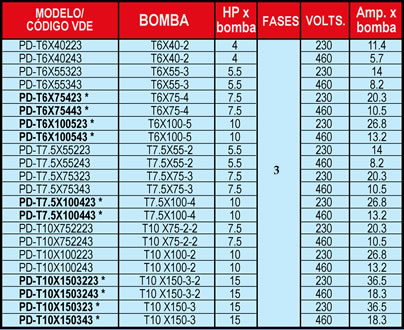 MODELO/ CÓDIGO VDE BOMBA HP x bomba FASES VOLTS. Amp. x bomba
PD-T6X40223 T6X40-2 4 230 11.4
PD-T6X40243 T6X40-2 4 460 5.7
PD-T6X55323 T6X55-3 5.5 230 14
PD-T6X55343 T6X55-3 5.5 460 8.2
PD-T6X75423 * T6X75-4 7.5 230 20.3
PD-T6X75443 * T6X75-4 7.5 460 10.5
PD-T6X100523 * T6X100-5 10 230 26.8
PD-T6X100543 * T6X100-5 10 460 13.2
PD-T7.5X55223 T7.5X55-2 5.5 230 14
PD-T7.5X55243 T7.5X55-2 5.5 460 8.2
PD-T7.5X75323 T7.5X75-3 7.5 230 20.3
PD-T7.5X75343 T7.5X75-3 7.5 3 460 10.5
PD-T7.5X100423 * T7.5X100-4 10 230 26.8
PD-T7.5X100443 * T7.5X100-4 10 460 13.2
PD-T10X752223 T10 X75-2-2 7.5 230 20.3
PD-T10X752243 T10 X75-2-2 7.5 460 10.5
PD-T10X100223 T10 X100-2 10 230 26.8
PD-T10X100243 T10 X100-2 10 460 13.2
PD-T10X1503223 * T10 X150-3-2 15 230 36.5
PD-T10X1503243 * T10 X150-3-2 15 460 18.3
PD-T10X150323 * T10 X150-3 15 230 36.5
PD-T10X150343 * T10 X150-3 15 460 18.3